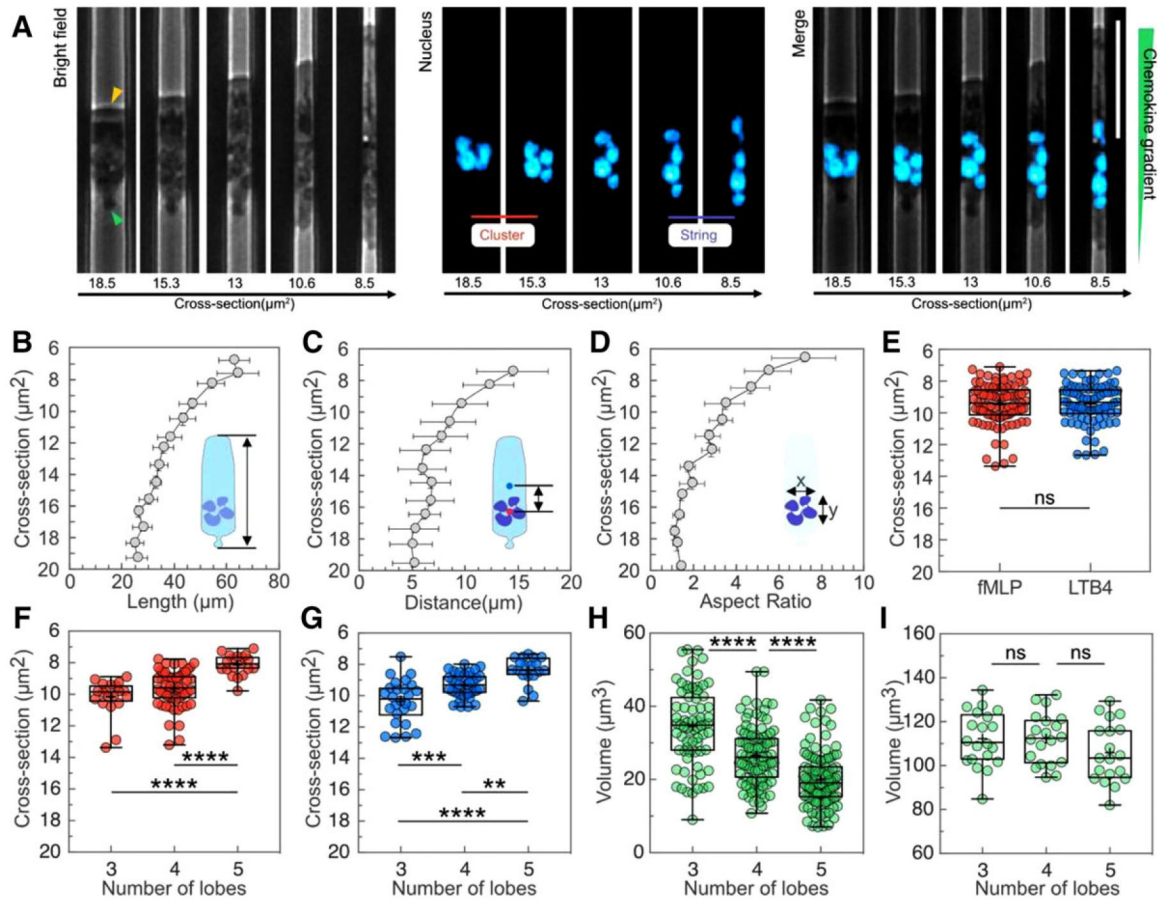 A
Bright field
18.5 15.3 13 10.6 8.5
Cross-section(µm²)
Nucleus
Cluster
String
18.5 15.3 13 10.6 8.5
Cross-section(µm²)
Merge
18.5 15.3 13 10.6 8.5
Cross-section(µm²)
Chemokine gradient
B
Cross-section (µm²)
6
8
10
12
14
16
18
20
0 20 40 60 80
Length (µm)
C
Cross-section (µm²)
6
8
10
12
14
16
18
20
0 5 10 15 20
Distance(µm)
D
Cross-section (µm²)
6
8
10
12
14
16
18
20
x
y
0 2 4 6 8 10
Aspect Ratio
E
Cross-section (µm²)
6
8
10
12
14
16
18
20
ns
fMLP LTB4
F
Cross-section (µm²)
6
8
10
12
14
16
18
20
****
****
3 4 5
Number of lobes
G
Cross-section (µm²)
6
8
10
12
14
16
18
20
***
**
****
3 4 5
Number of lobes
H
Volume (µm³)
60
40
20
0
**** ****
3 4 5
Number of lobes
I
Volume (µm³)
160
140
120
100
80
60
ns ns
3 4 5
Number of lobes